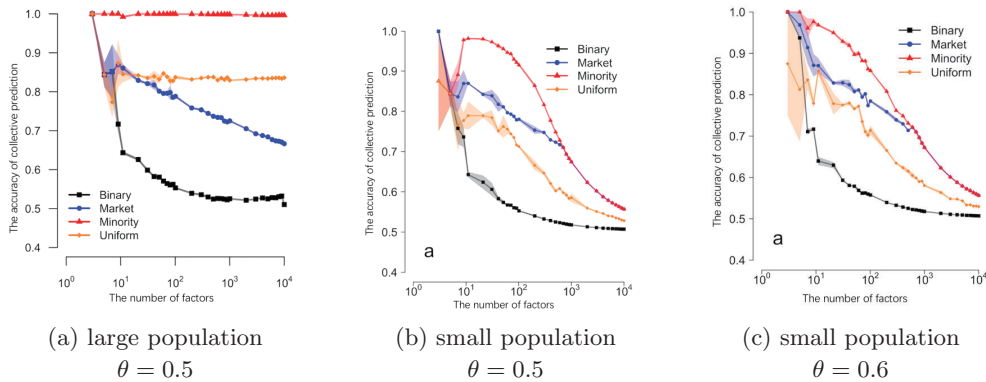 The accuracy of collective prediction
1.0
0.9
0.8
0.7
0.6
0.5
0.4
Binary
Market
Minority
Uniform
10^0 10^1 10^2 10^3 10^4
The number of factors
(a) large population
θ = 0.5
The accuracy of collective prediction
1.0
0.9
0.8
0.7
0.6
0.5
0.4
Binary
Market
Minority
Uniform
a
10^0 10^1 10^2 10^3 10^4
The number of factors
(b) small population
θ = 0.5
The accuracy of collective prediction
1.0
0.9
0.8
0.7
0.6
0.5
0.4
Binary
Market
Minority
Uniform
a
10^0 10^1 10^2 10^3 10^4
The number of factors
(c) small population
θ = 0.6